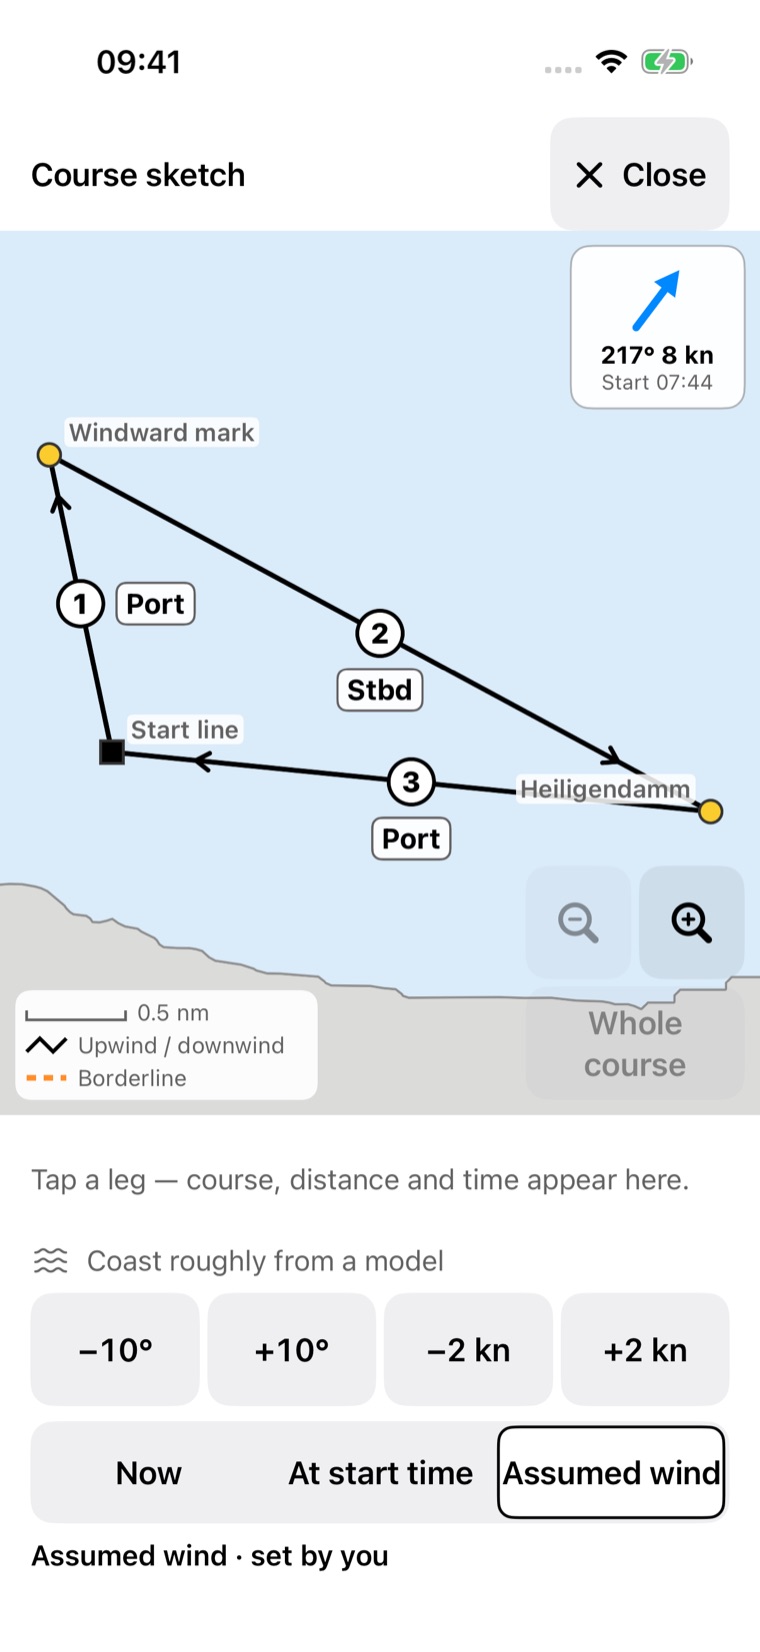 09:41
Course sketch
Close
217° 8 kn
Start 07:44
Windward mark
1
Port
2
Stbd
Start line
3
Heiligendamm
Port
0.5 nm
Upwind / downwind
Borderline
Whole
course
Tap a leg — course, distance and time appear here.
Coast roughly from a model
−10°
+10°
−2 kn
+2 kn
Now
At start time
Assumed wind
Assumed wind · set by you